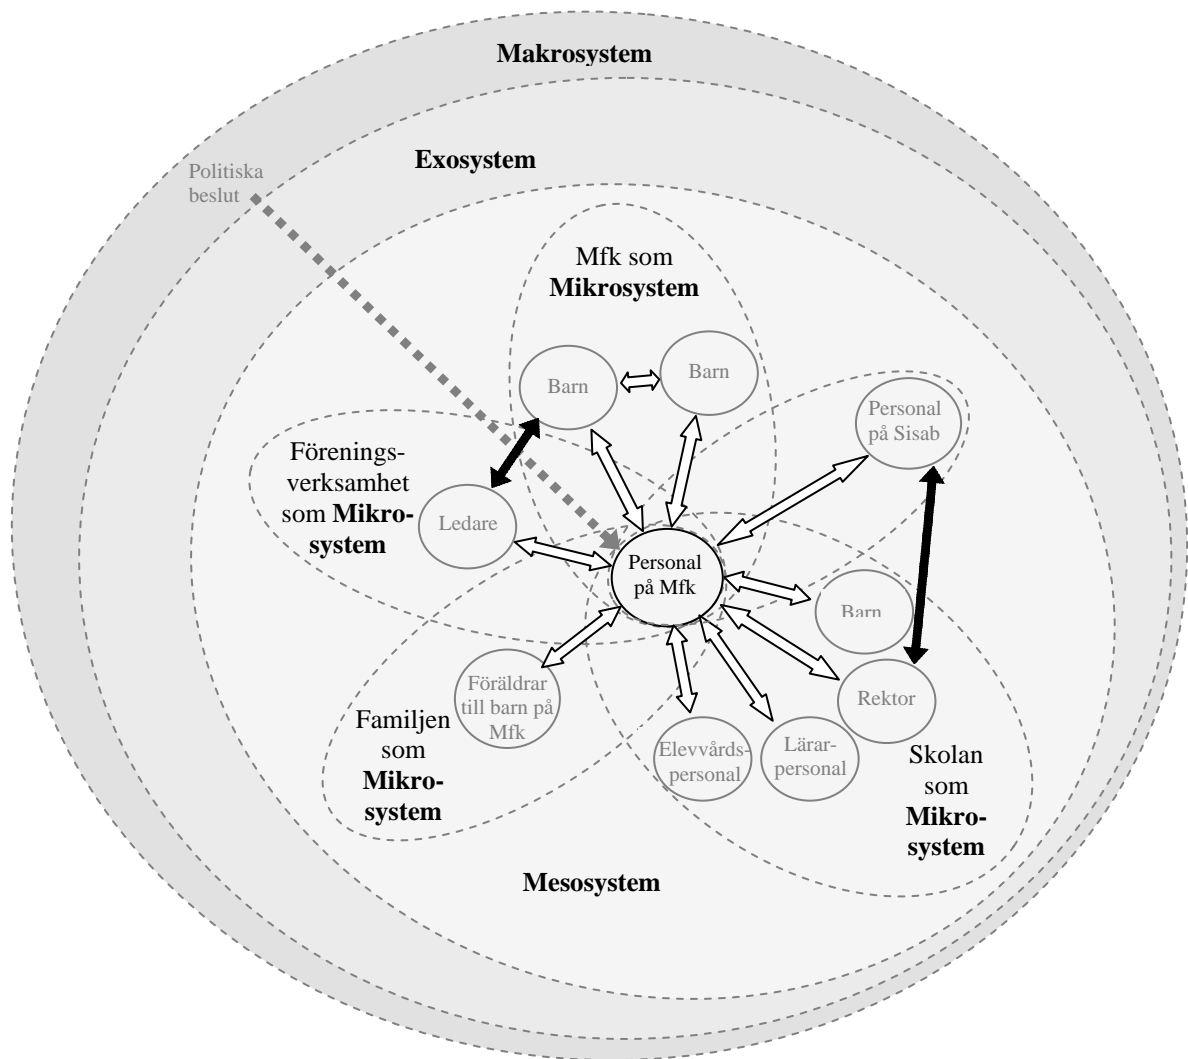 Makrosystem
Exosystem
Politiska
beslut
Mfk som
Mikrosystem
Barn
Barn
Personal
på Sisab
Förenings-
verksamhet
som Mikro-
system
Ledare
Personal
på Mfk
Barn
Föräldrar
till barn på
Mfk
Rektor
Familjen
som
Mikro-
system
Elevvårds-
personal
Lärar-
personal
Skolan
som
Mikro-
system
Mesosystem